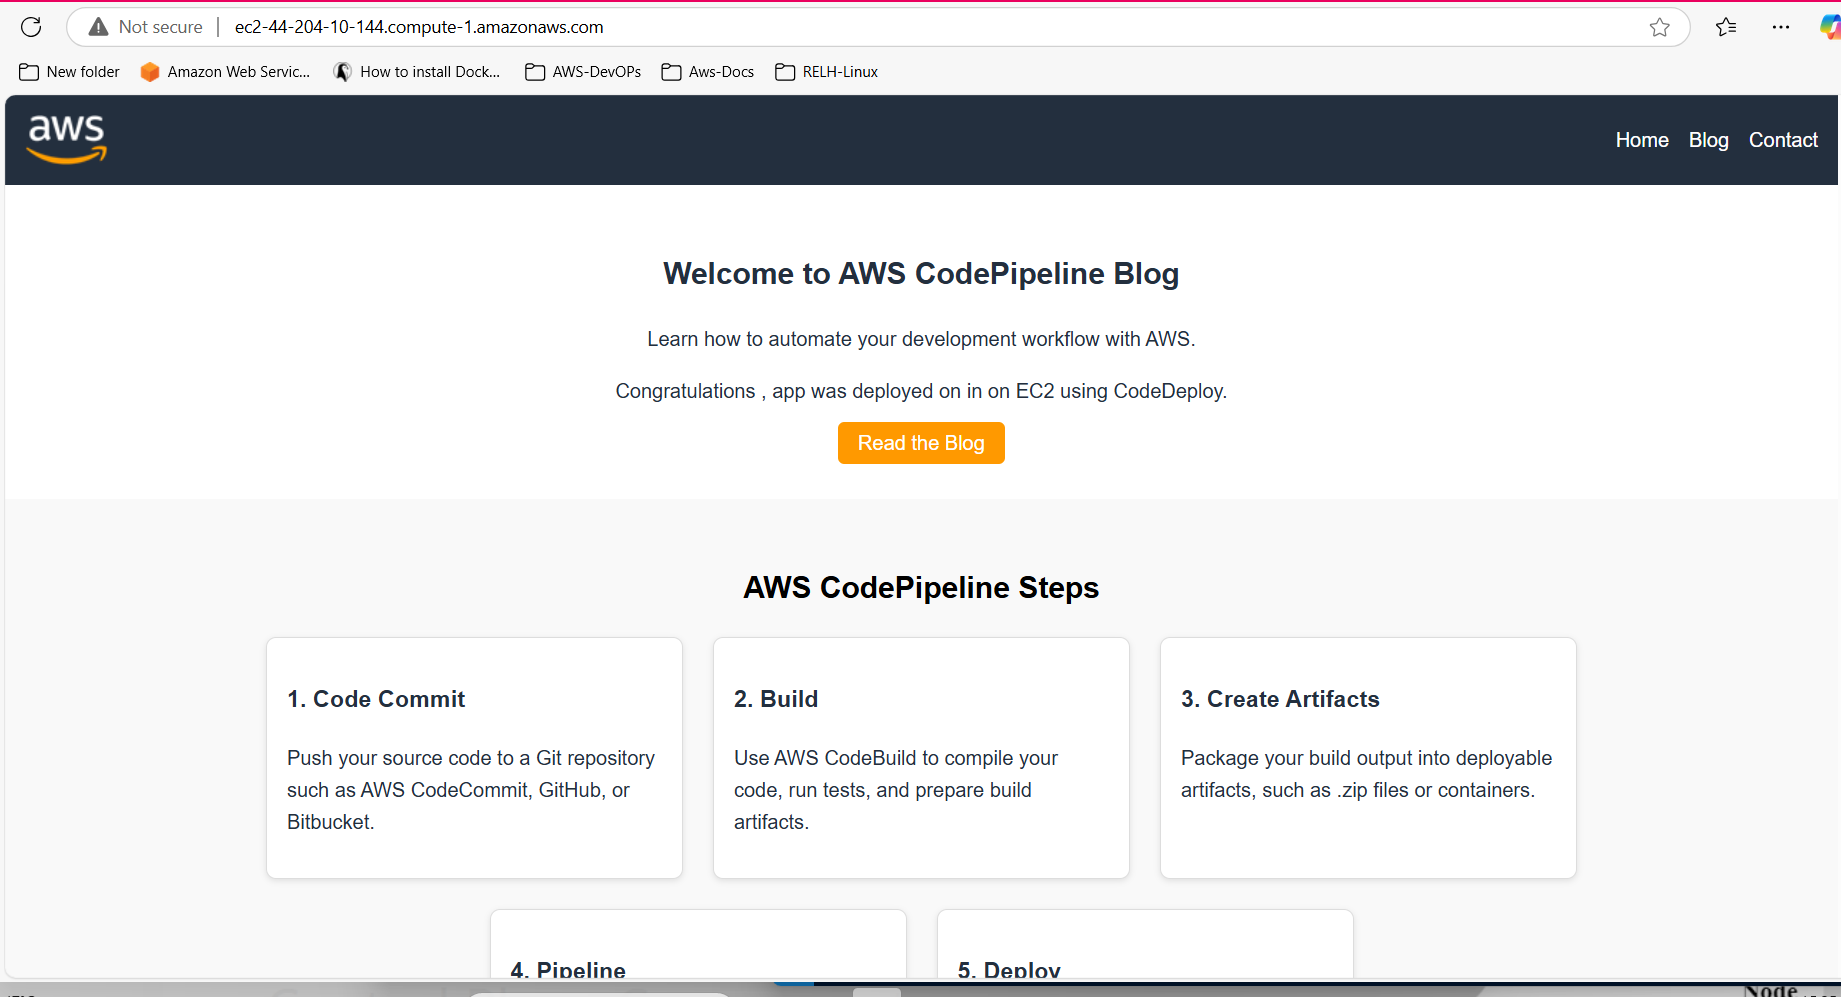 Not secure
ec2-44-204-10-144.compute-1.amazonaws.com
New folder
Amazon Web Servic...
How to install Dock...
AWS-DevOPs
Aws-Docs
RELH-Linux
aws
Home
Blog
Contact
Welcome to AWS CodePipeline Blog
Learn how to automate your development workflow with AWS.
Congratulations , app was deployed on in on EC2 using CodeDeploy.
Read the Blog
AWS CodePipeline Steps
1. Code Commit
Push your source code to a Git repository
such as AWS CodeCommit, GitHub, or
Bitbucket.
2. Build
Use AWS CodeBuild to compile your
code, run tests, and prepare build
artifacts.
3. Create Artifacts
Package your build output into deployable
artifacts, such as .zip files or containers.
4. Pipeline
5. Deploy
Node